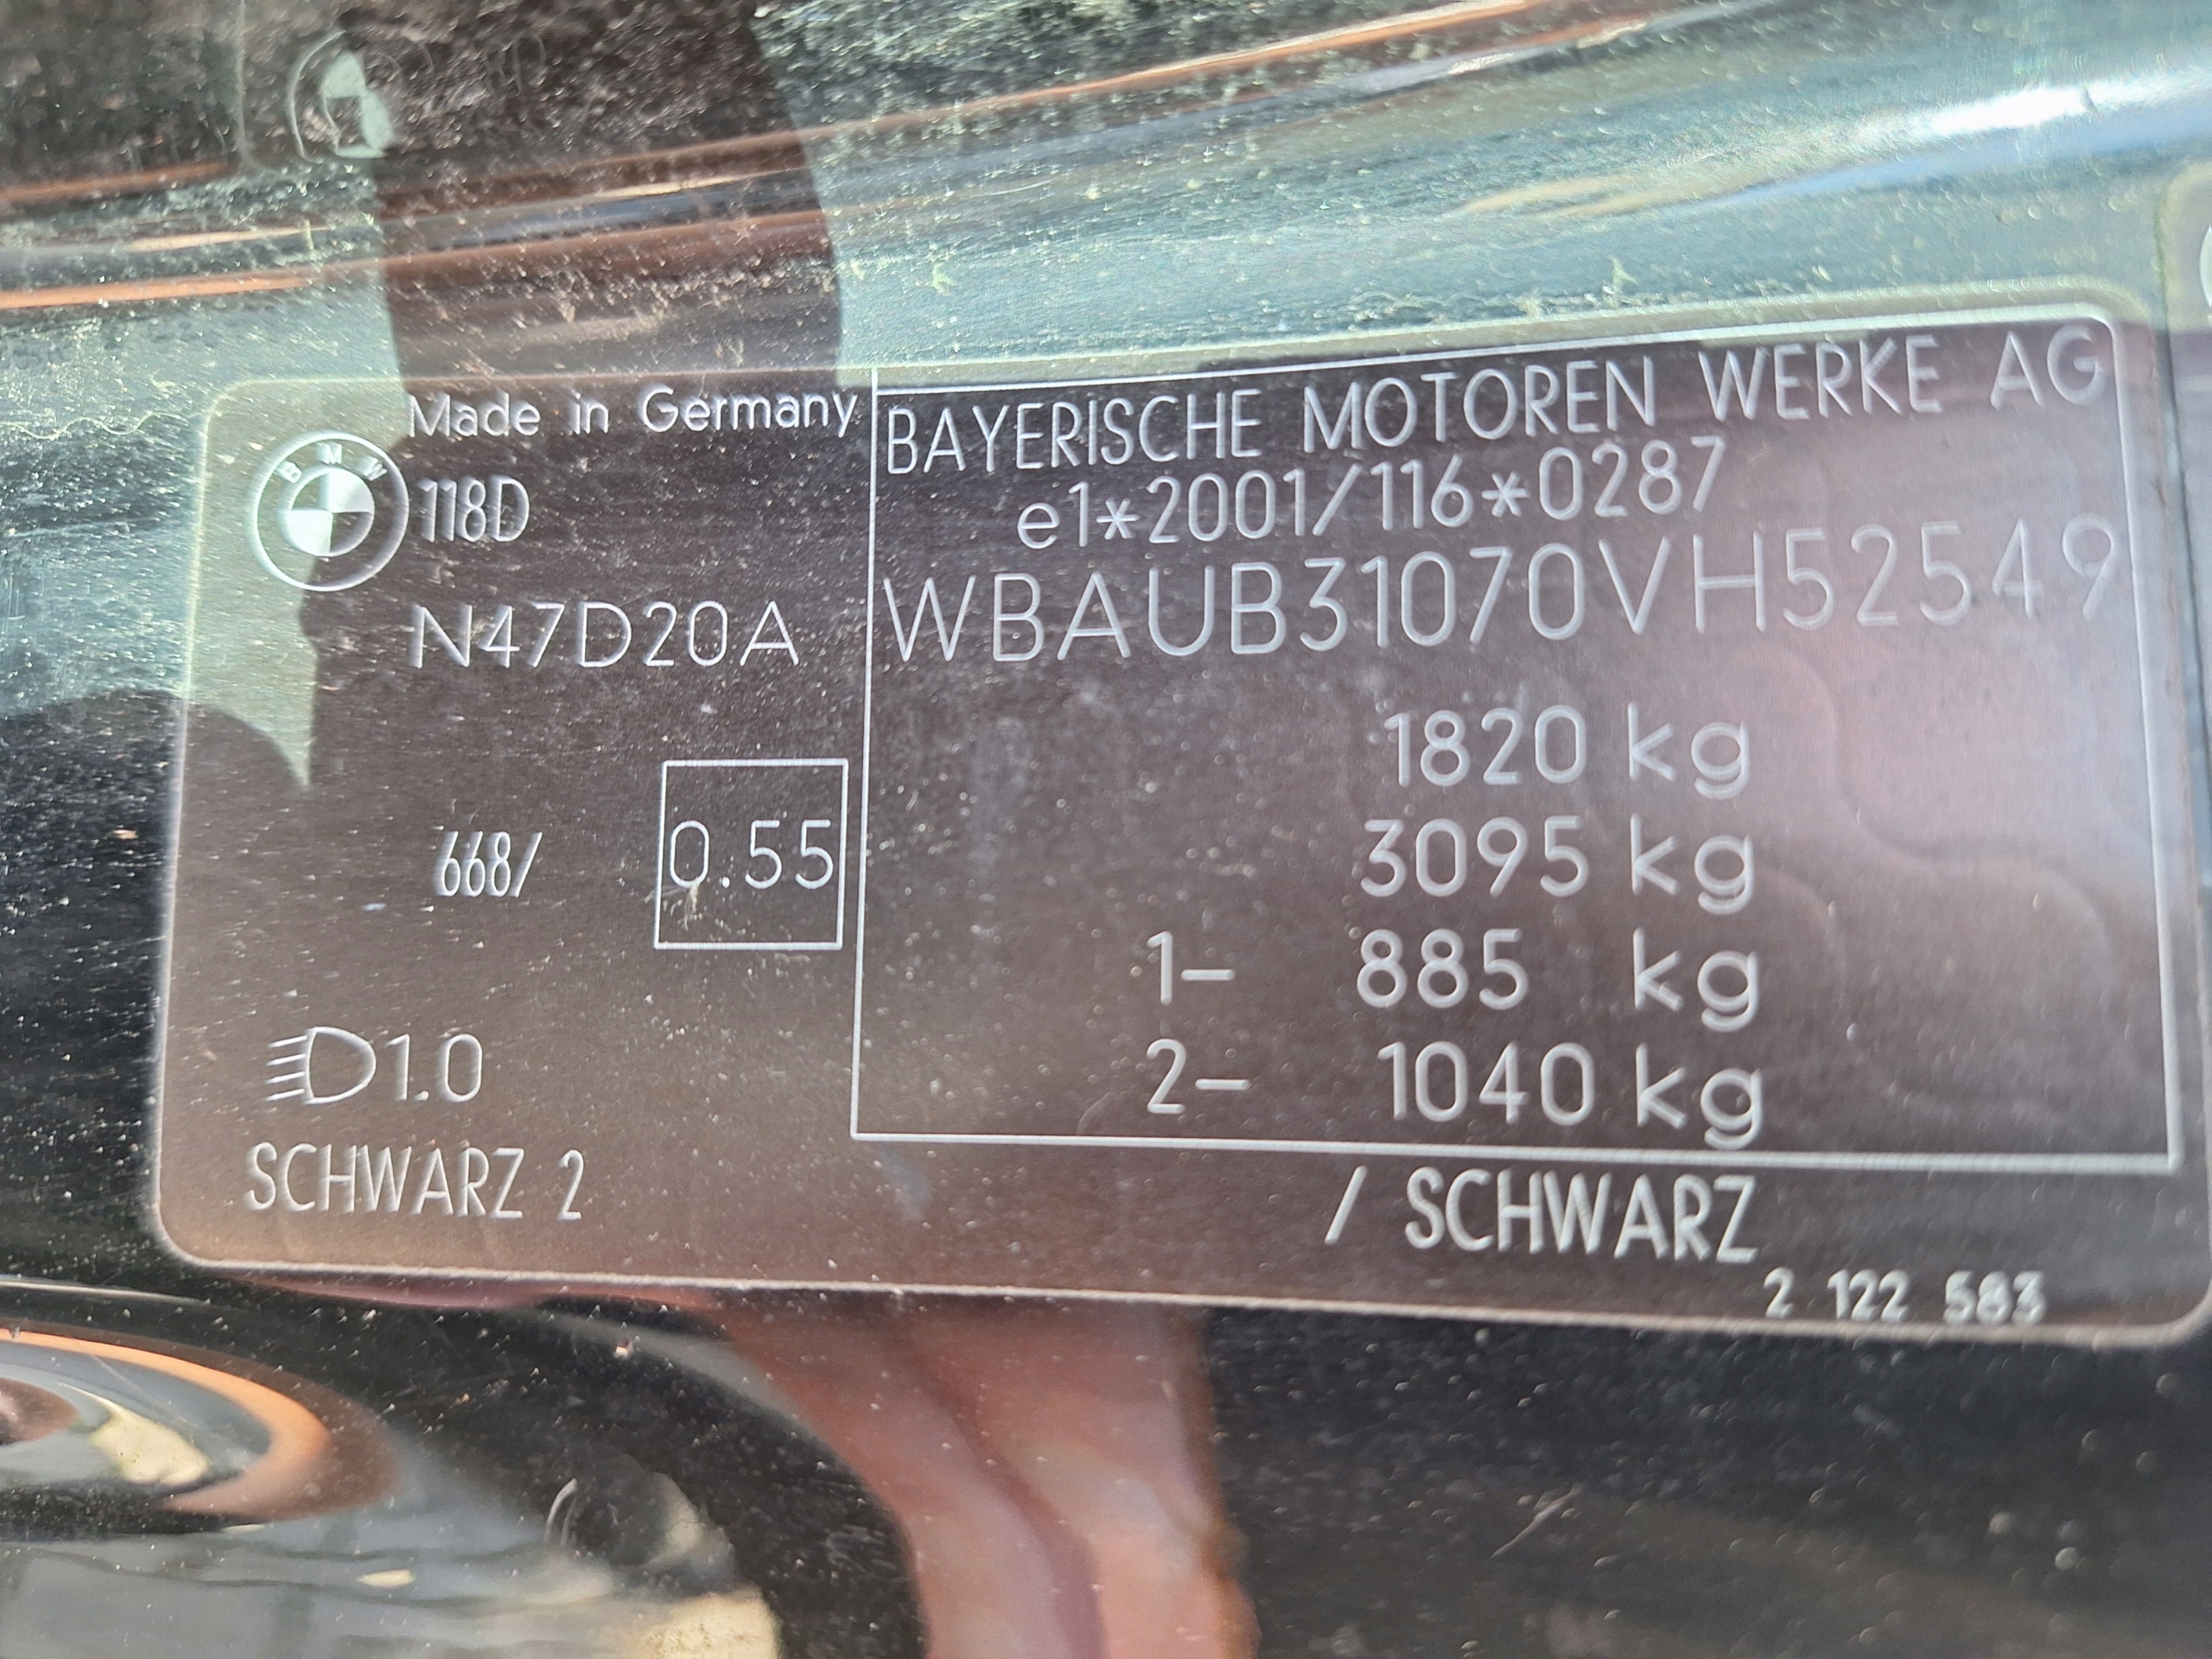 Made in Germany
BMW
118D
N47D20A
668/
0.55
1.0
SCHWARZ 2
BAYERISCHE MOTOREN WERKE AG
e1*2001/116*0287
WBAUB31070VH52549
1820 kg
3095 kg
1– 885 kg
2– 1040 kg
/ SCHWARZ
2 122 583